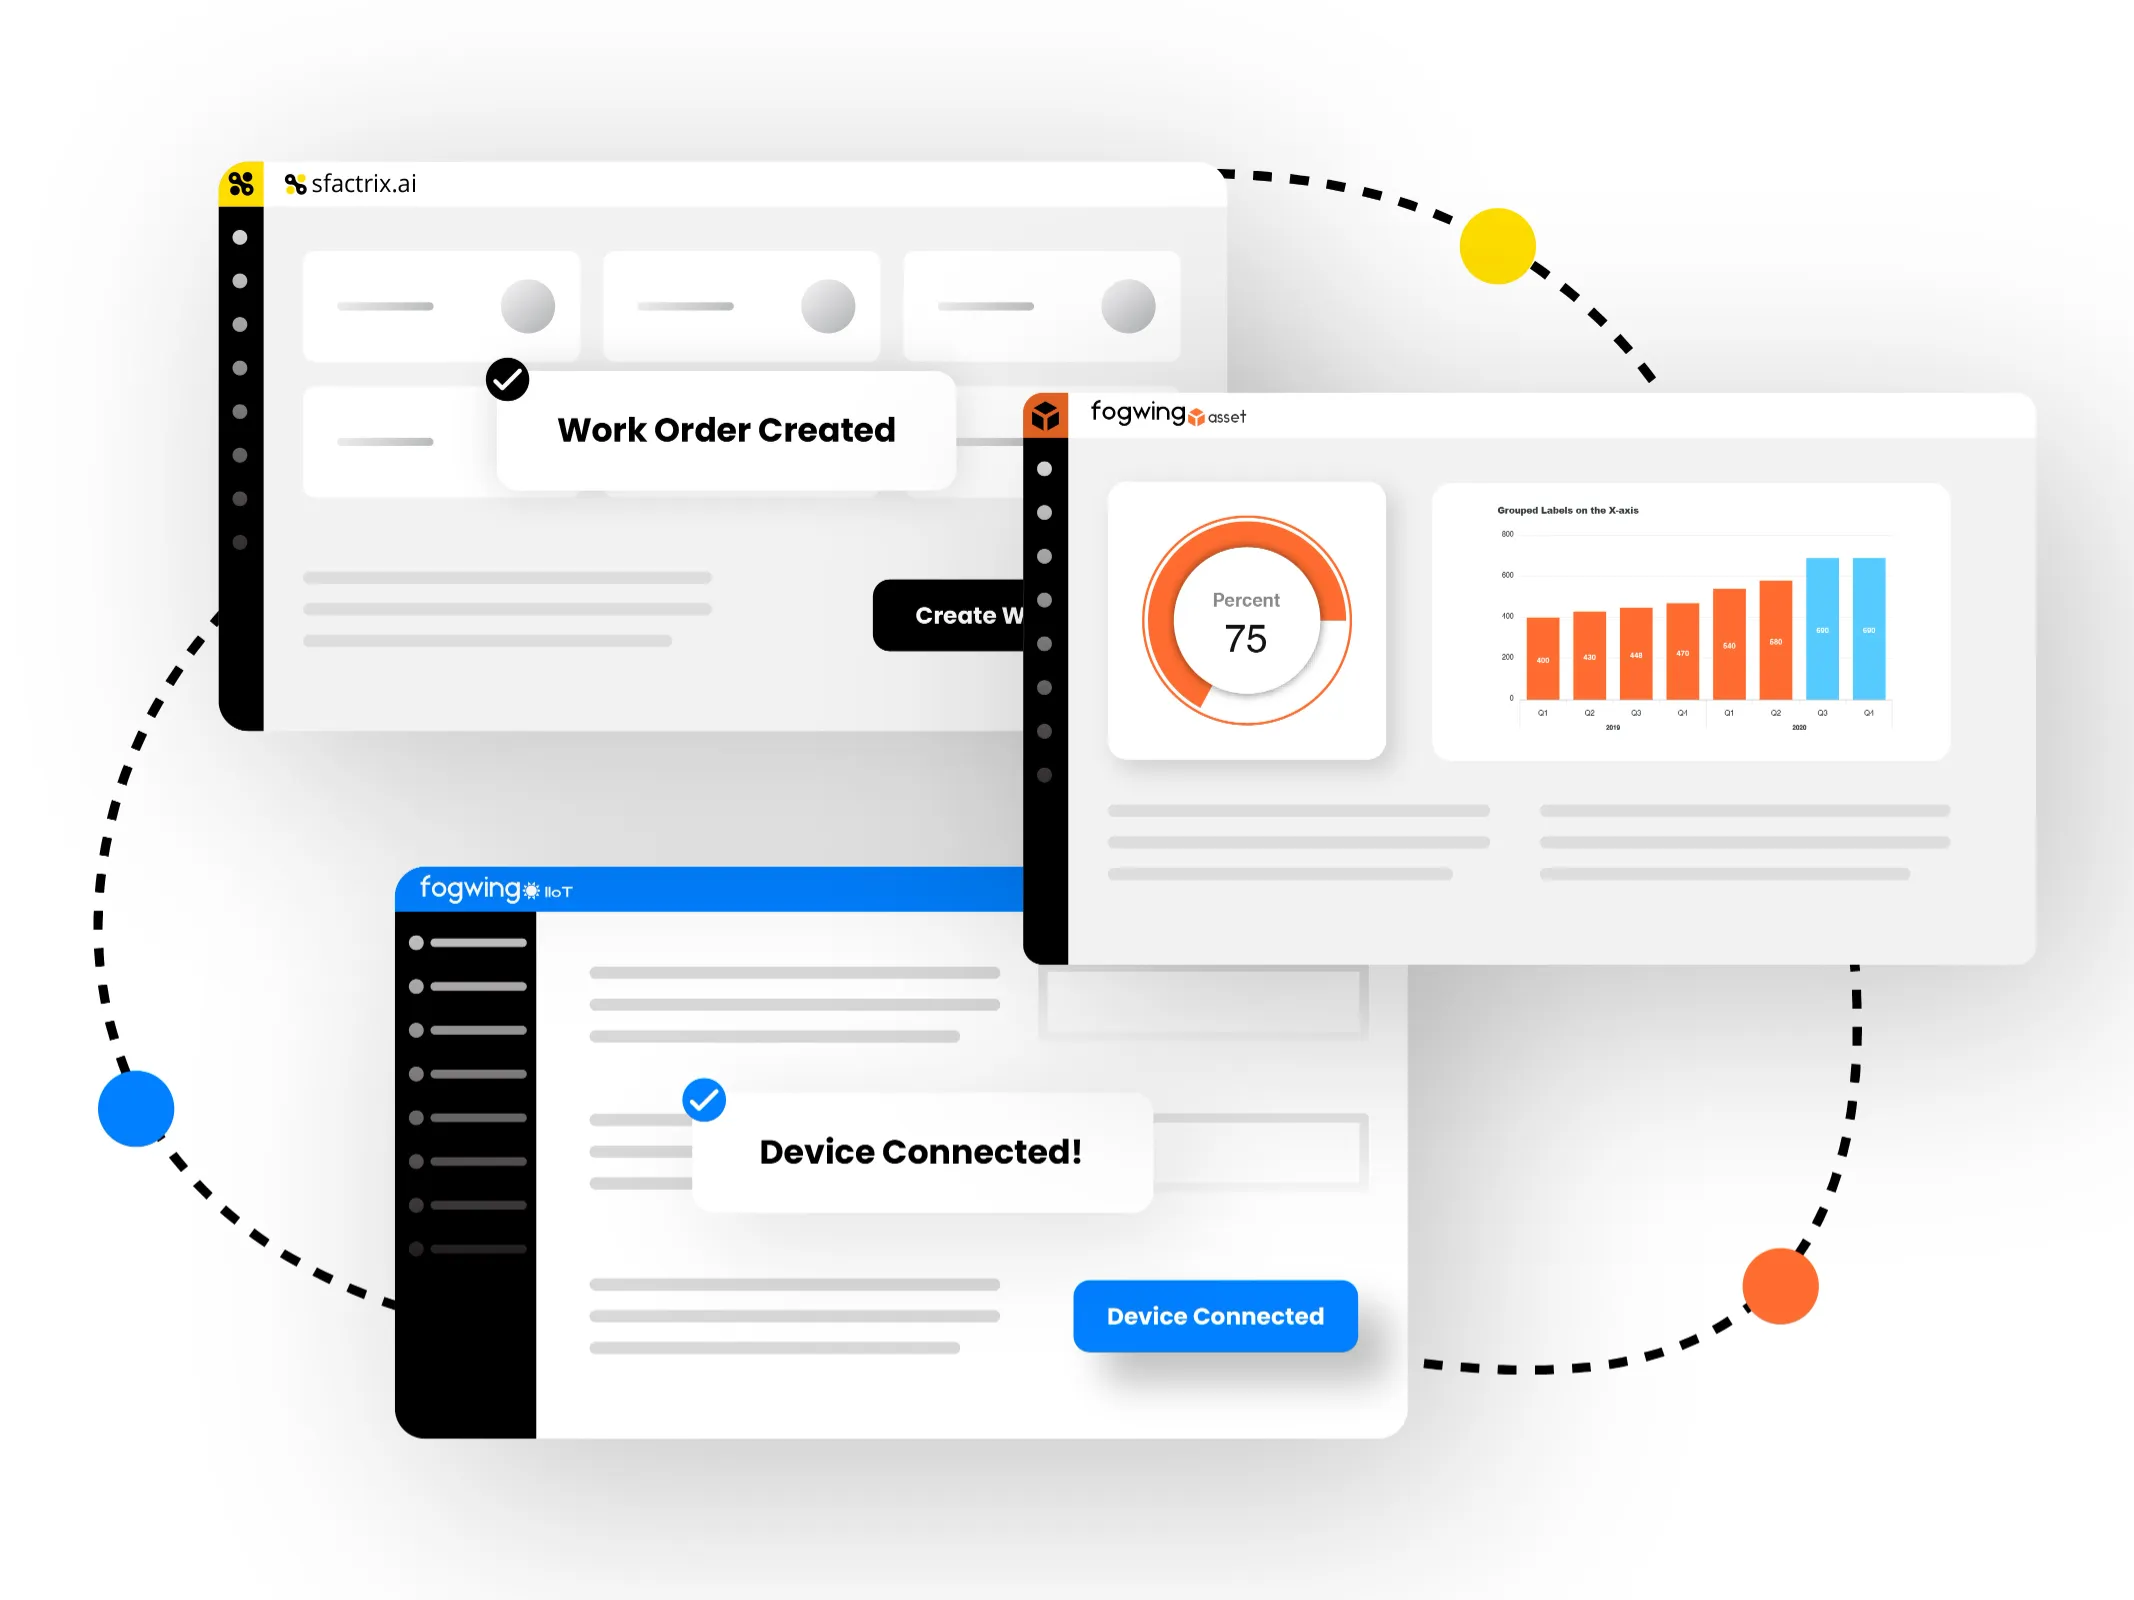 sfactrix.ai
Work Order Created
Create W
fogwing asset
Percent
75
Grouped Labels on the X-axis
800
600
400
200
0
400 430 448 470 540 580 690 690
Q1 Q2 Q3 Q4 Q1 Q2 Q3 Q4
2019 2020
fogwing IIoT
Device Connected!
Device Connected